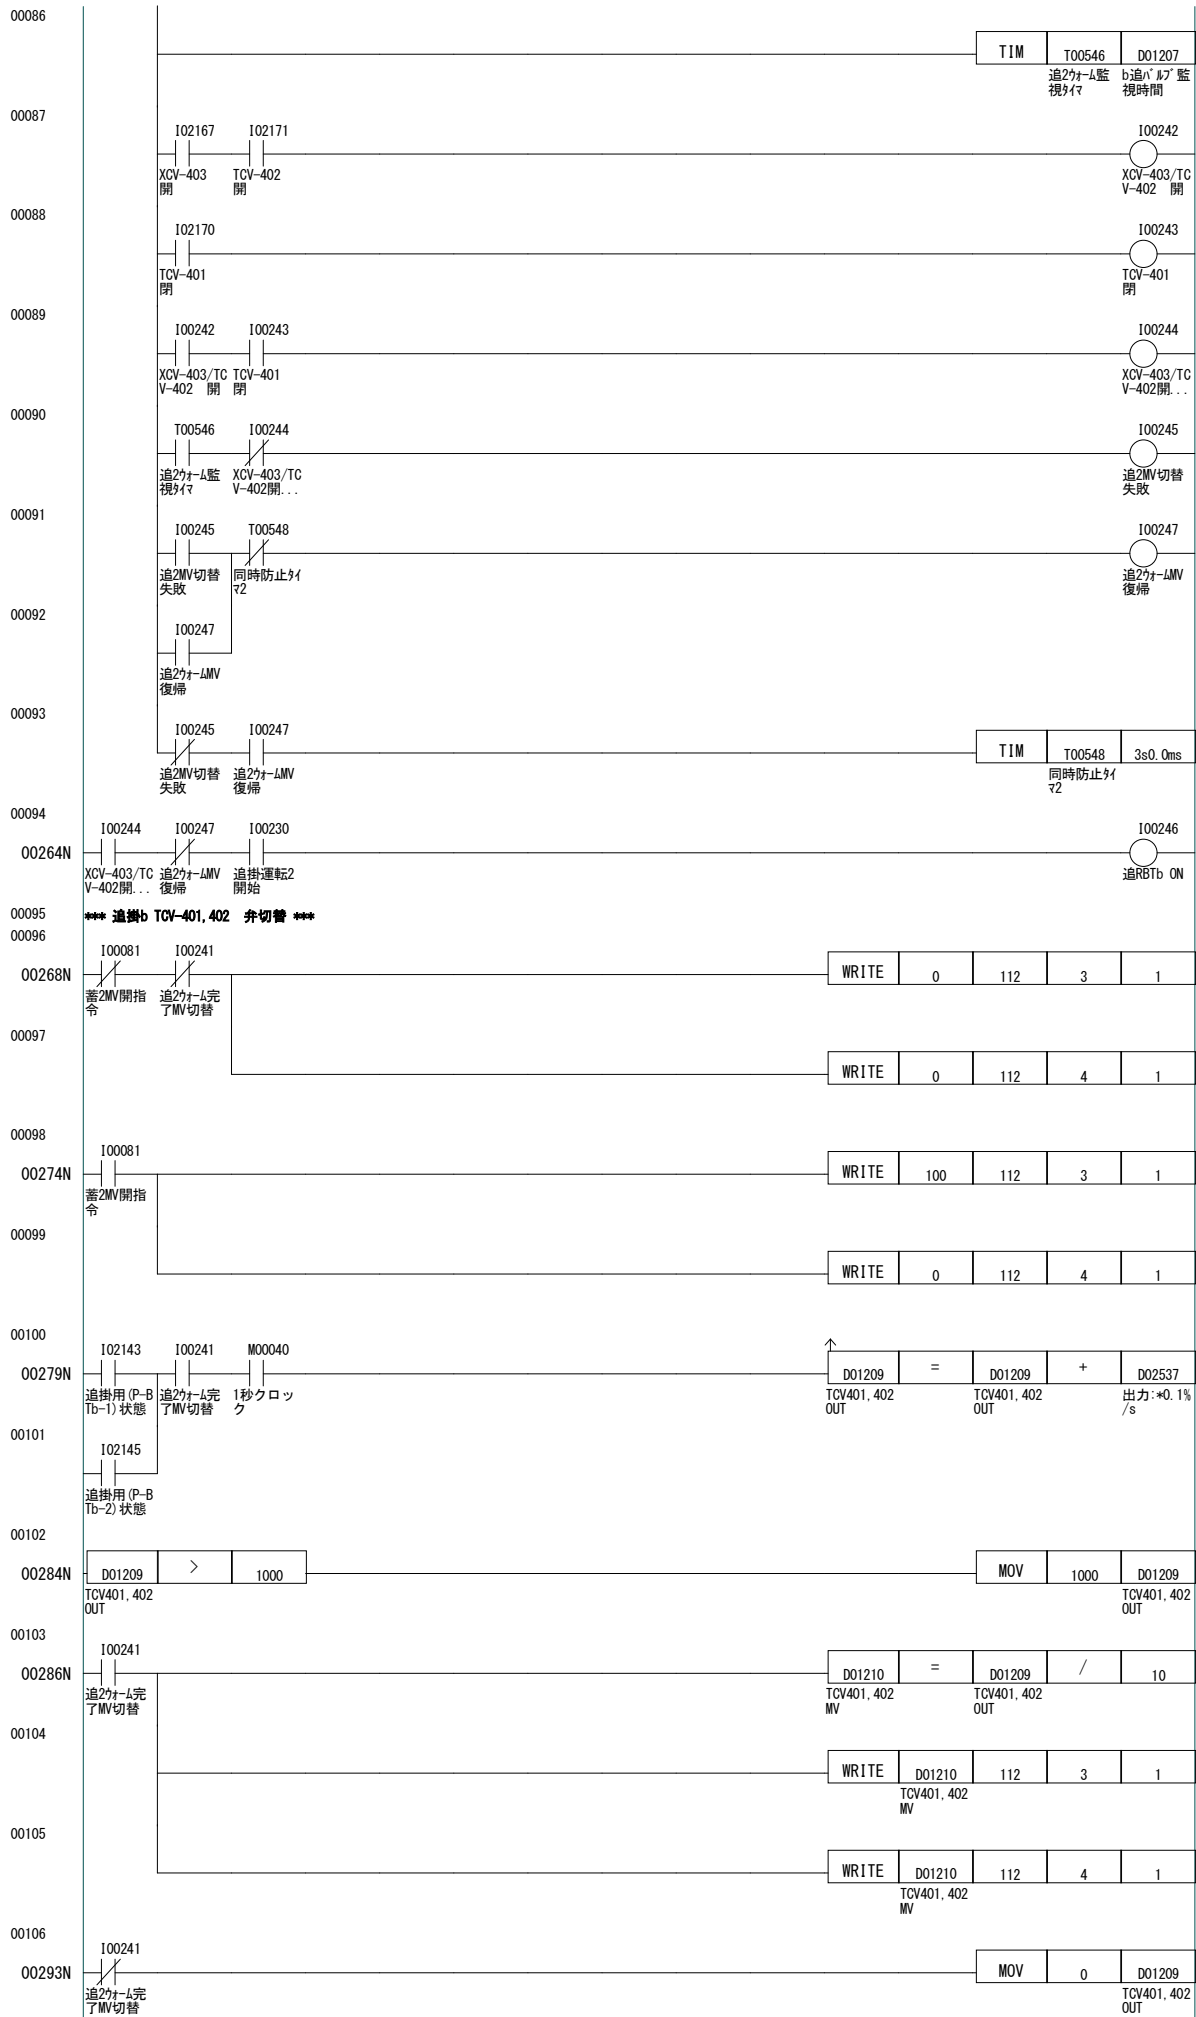 00086
TIM T00546 D01207
追2ｳｫｰﾑ監 b追ﾊﾞﾙﾌﾞ監
視ﾀｲﾏ 視時間
00087
I02167 I02171 I00242
XCV-403 TCV-402 XCV-403/TC
開 開 V-402 開
00088
I02170 I00243
TCV-401 TCV-401
閉 閉
00089
I00242 I00243 I00244
XCV-403/TC TCV-401 XCV-403/TC
V-402 開 閉 V-402開...
00090
T00546 I00244 I00245
追2ｳｫｰﾑ監 XCV-403/TC 追2MV切替
視ﾀｲﾏ V-402開... 失敗
00091
I00245 T00548 I00247
追2MV切替 同時防止ﾀｲ 追2ｳｫｰﾑMV
失敗 ﾏ2 復帰
00092
I00247
追2ｳｫｰﾑMV
復帰
00093
I00245 I00247
TIM T00548 3s0.0ms
追2MV切替 追2ｳｫｰﾑMV 同時防止ﾀｲ
失敗 復帰 ﾏ2
00094
I00244 I00247 I00230 I00246
00264N
XCV-403/TC 追2ｳｫｰﾑMV 追掛運転2 追RBTb ON
V-402開... 復帰 開始
00095 *** 追掛b TCV-401,402 弁切替 ***
00096
I00081 I00241
00268N WRITE 0 112 3 1
蓄2MV開指 追2ｳｫｰﾑ完
令 了MV切替
00097
WRITE 0 112 4 1
00098
I00081
00274N WRITE 100 112 3 1
蓄2MV開指
令
00099
WRITE 0 112 4 1
00100
I02143 I00241 M00040
00279N D01209 = D01209 + D02537
追掛用(P-B 追2ｳｫｰﾑ完 1秒クロッ TCV401,402 TCV401,402 出力:*0.1%
Tb-1)状態 了MV切替 ク OUT OUT /s
00101
I02145
追掛用(P-B
Tb-2)状態
00102
00284N D01209 > 1000 MOV 1000 D01209
TCV401,402 TCV401,402
OUT OUT
00103
I00241
00286N D01210 = D01209 / 10
追2ｳｫｰﾑ完 TCV401,402 TCV401,402
了MV切替 MV OUT
00104
WRITE D01210 112 3 1
TCV401,402
MV
00105
WRITE D01210 112 4 1
TCV401,402
MV
00106
I00241
00293N MOV 0 D01209
追2ｳｫｰﾑ完 TCV401,402
了MV切替 OUT